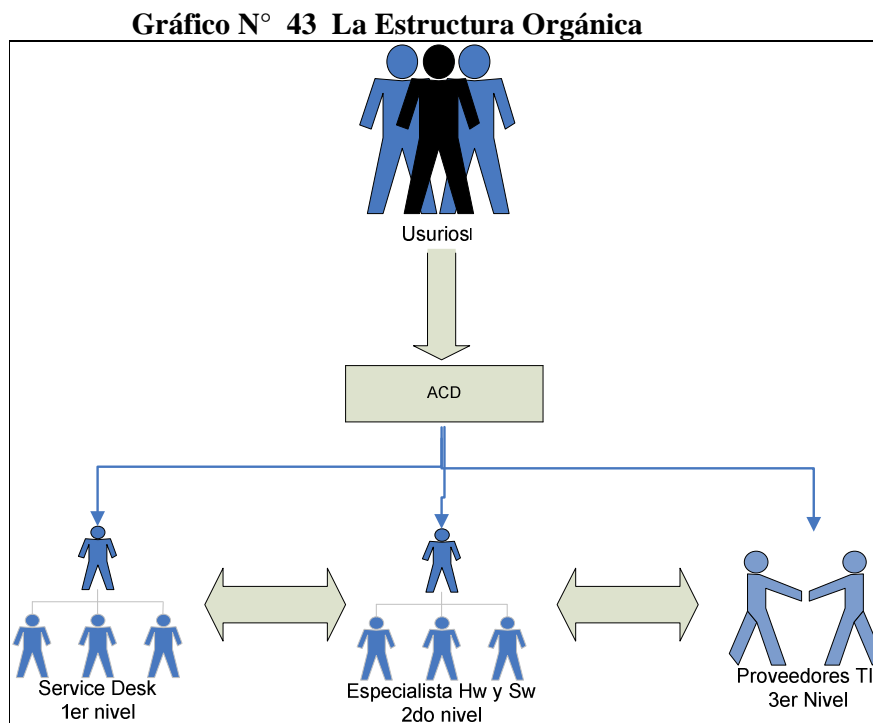 Gráfico N° 43 La Estructura Orgánica
Usurios
ACD
Service Desk
1er nivel
Especialista Hw y Sw
2do nivel
Proveedores TI
3er Nivel